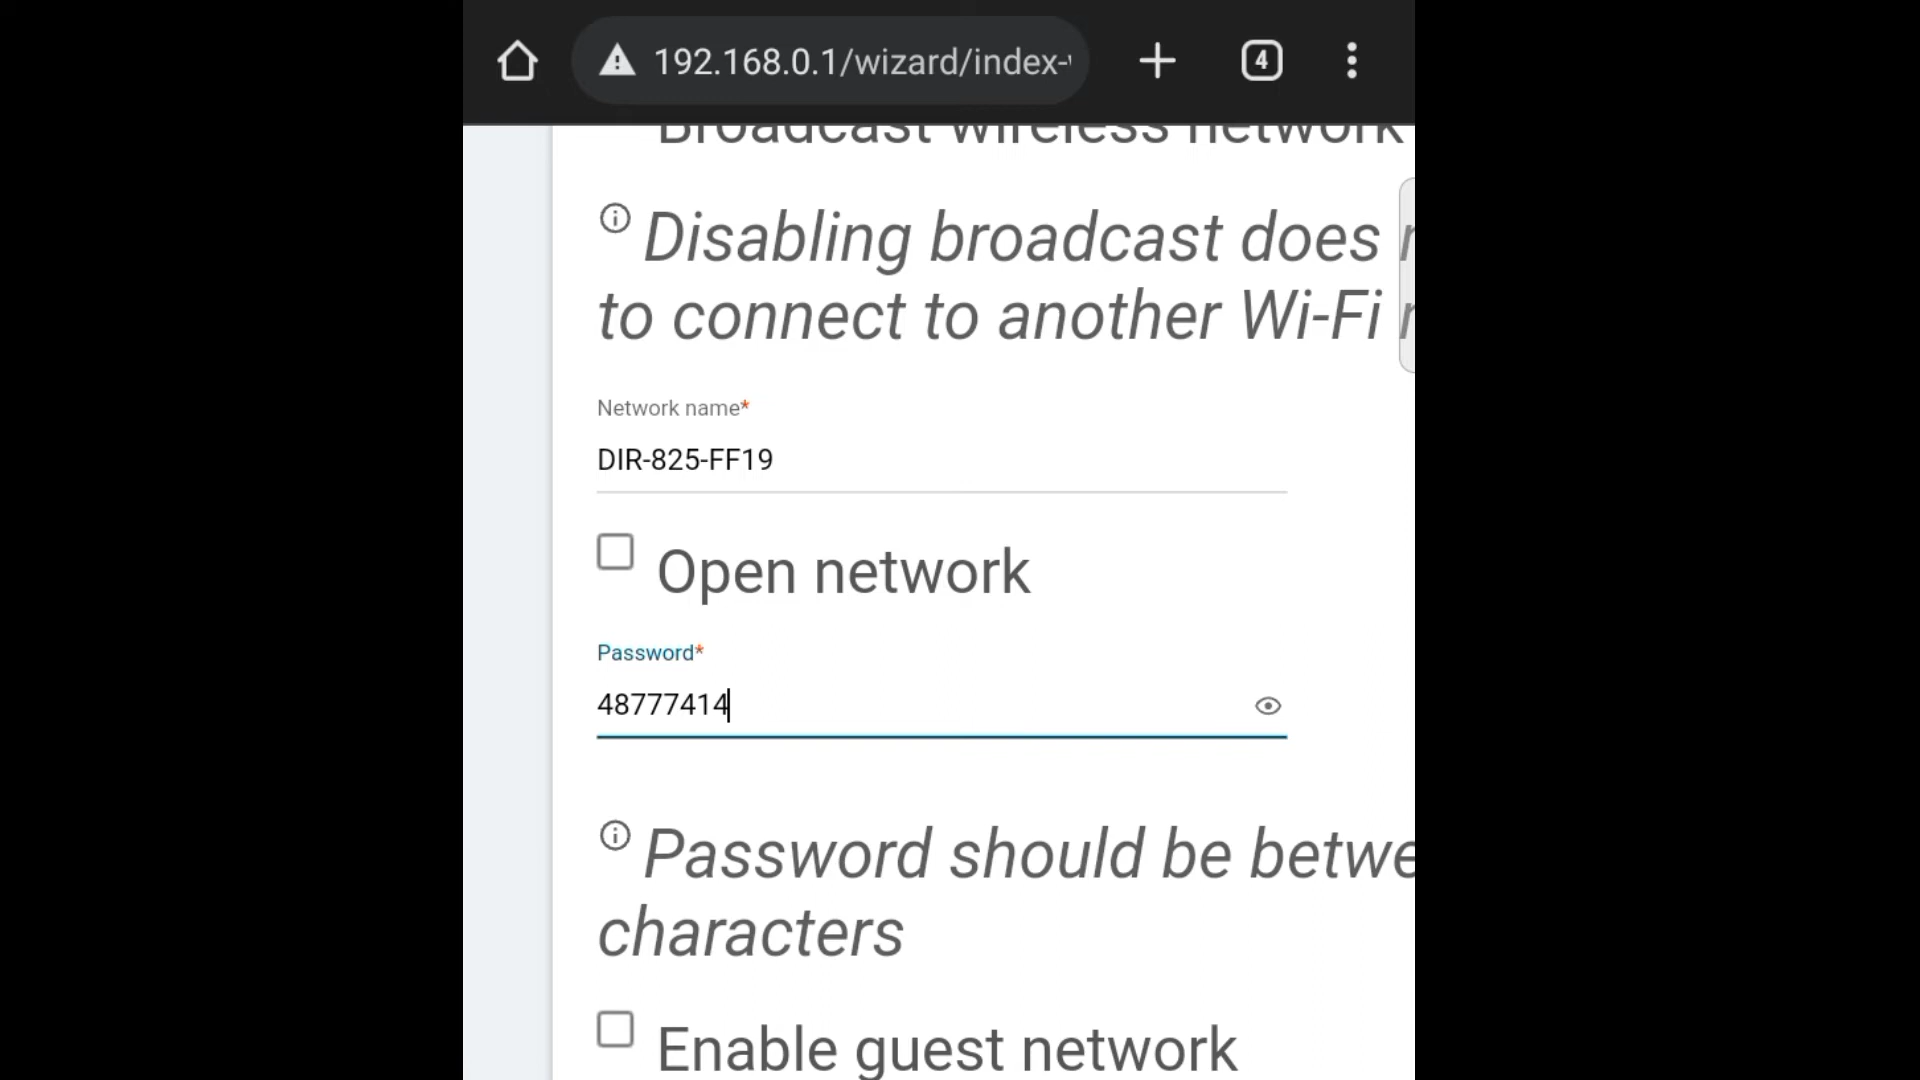 192.168.0.1/wizard/index-
4
Broadcast wireless network
Disabling broadcast does
to connect to another Wi-Fi
Network name*
DIR-825-FF19
Open network
Password*
48777414
Password should be betwe
characters
Enable guest network